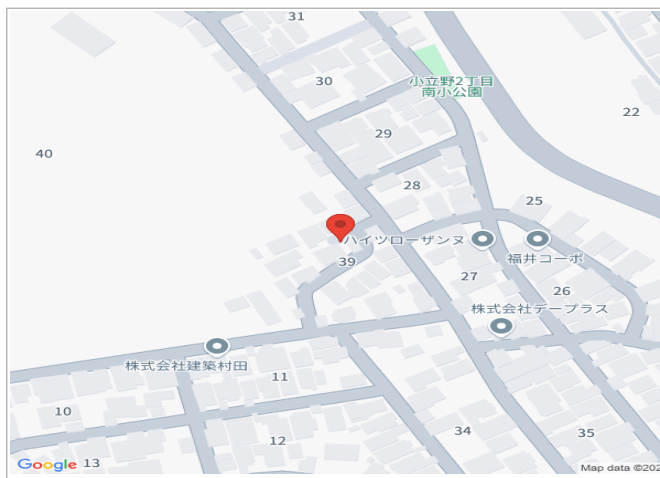 31
30
小立野2丁目
南小公園
22
29
40
28
25
ハイツローザンヌ
福井コーポ
39
27
26
株式会社デープラス
株式会社建築村田
11
10
34
35
12
13
Google
Map data ©202